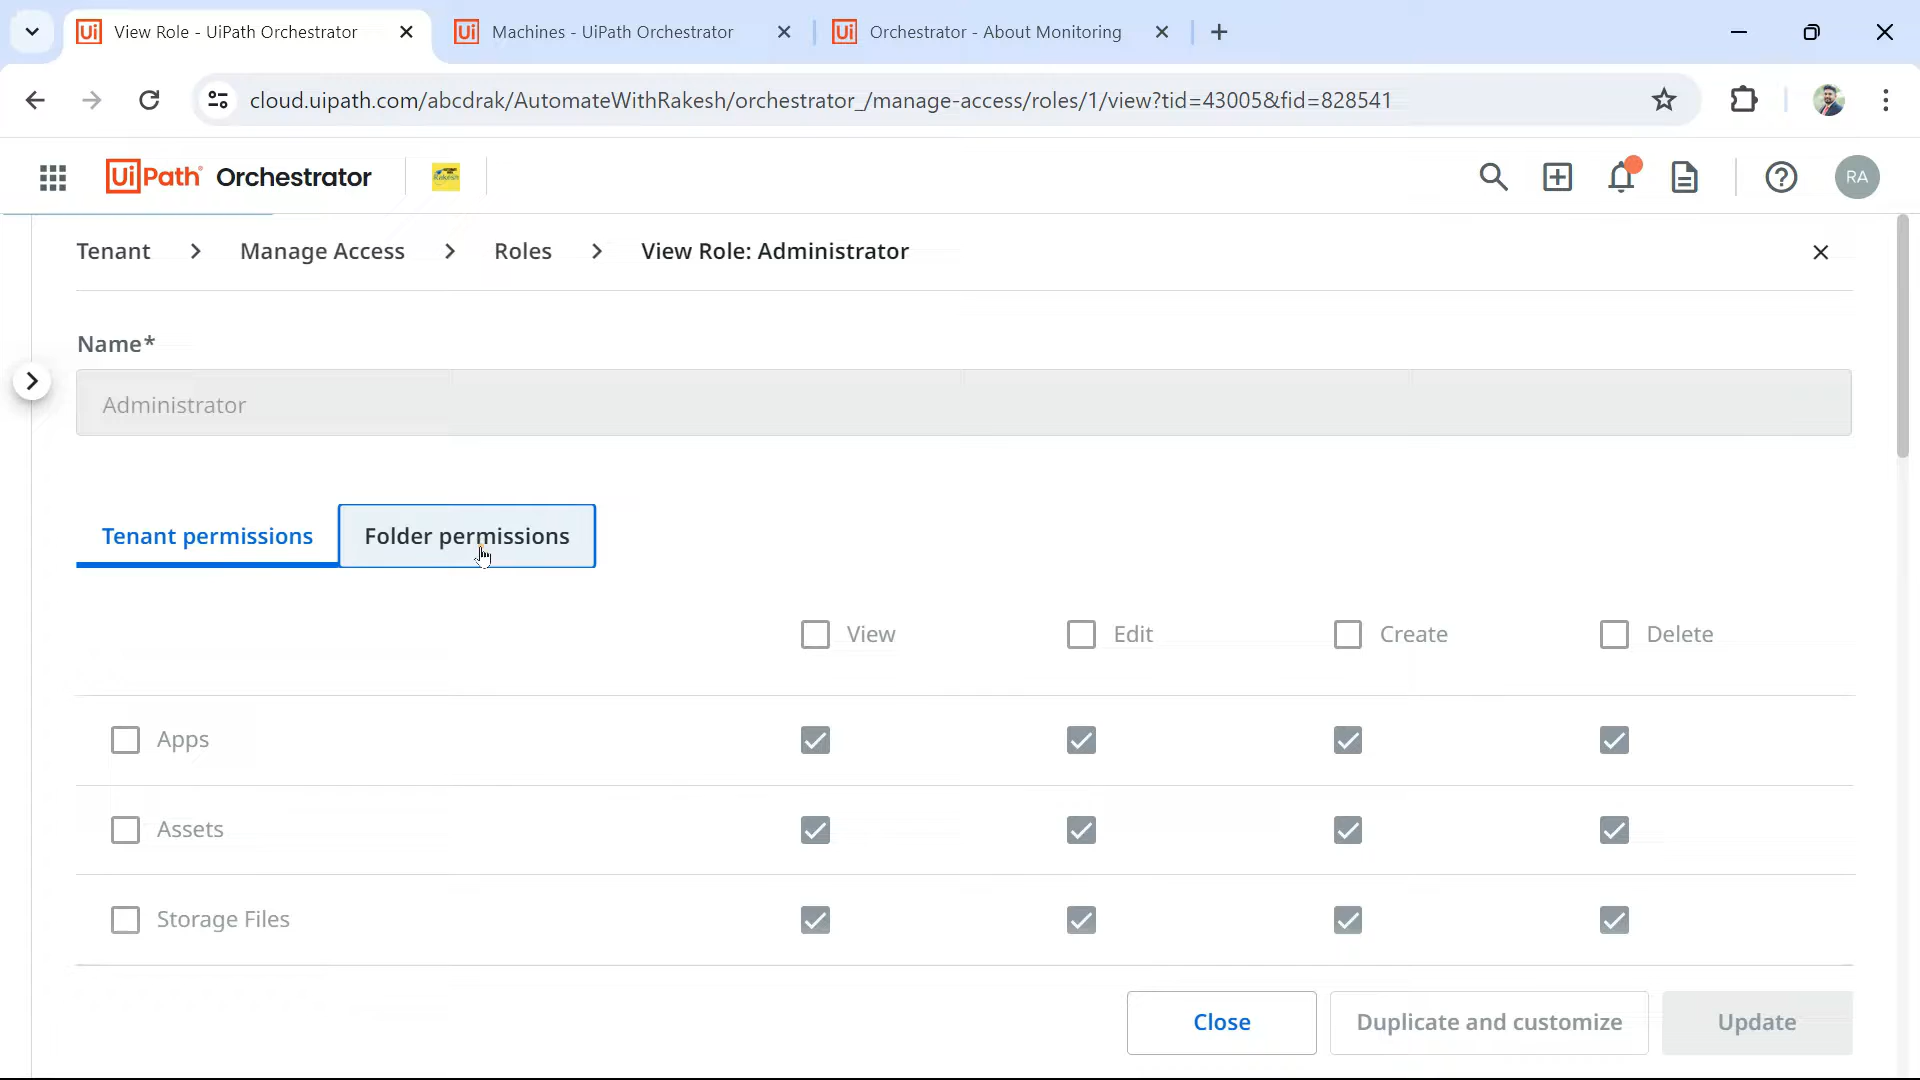 View Role - UiPath Orchestrator
Machines - UiPath Orchestrator
Orchestrator - About Monitoring
cloud.uipath.com/abcdrak/AutomateWithRakesh/orchestrator_/manage-access/roles/1/view?tid=43005&fid=828541
UiPath Orchestrator
RA
Tenant > Manage Access > Roles > View Role: Administrator
Name*
Administrator
Tenant permissions Folder permissions
View Edit Create Delete
Apps
Assets
Storage Files
Close Duplicate and customize Update